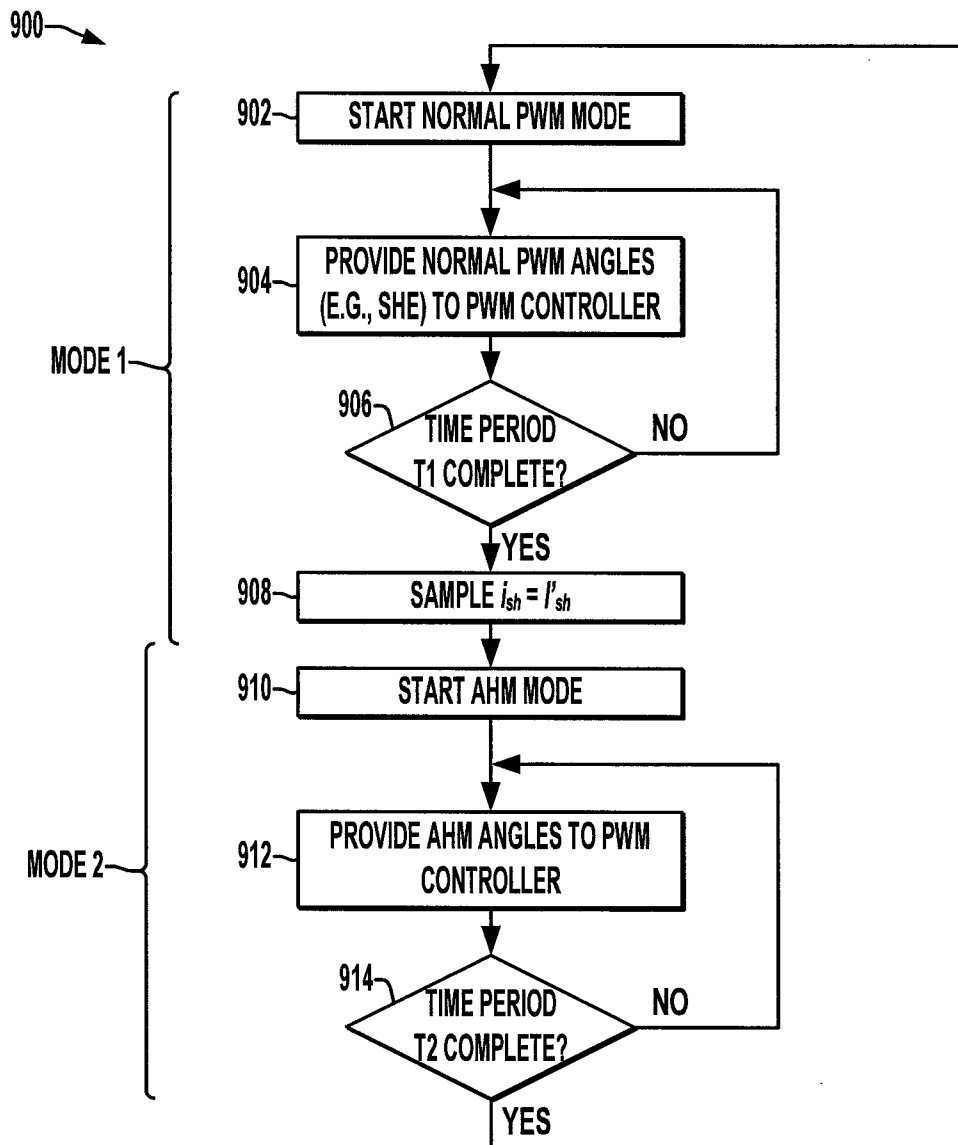 900
902
START NORMAL PWM MODE
904
PROVIDE NORMAL PWM ANGLES
(E.G., SHE) TO PWM CONTROLLER
MODE 1
906
TIME PERIOD
T1 COMPLETE?
NO
YES
908
SAMPLE i_sh = I'_sh
910
START AHM MODE
912
PROVIDE AHM ANGLES TO PWM
CONTROLLER
MODE 2
914
TIME PERIOD
T2 COMPLETE?
NO
YES